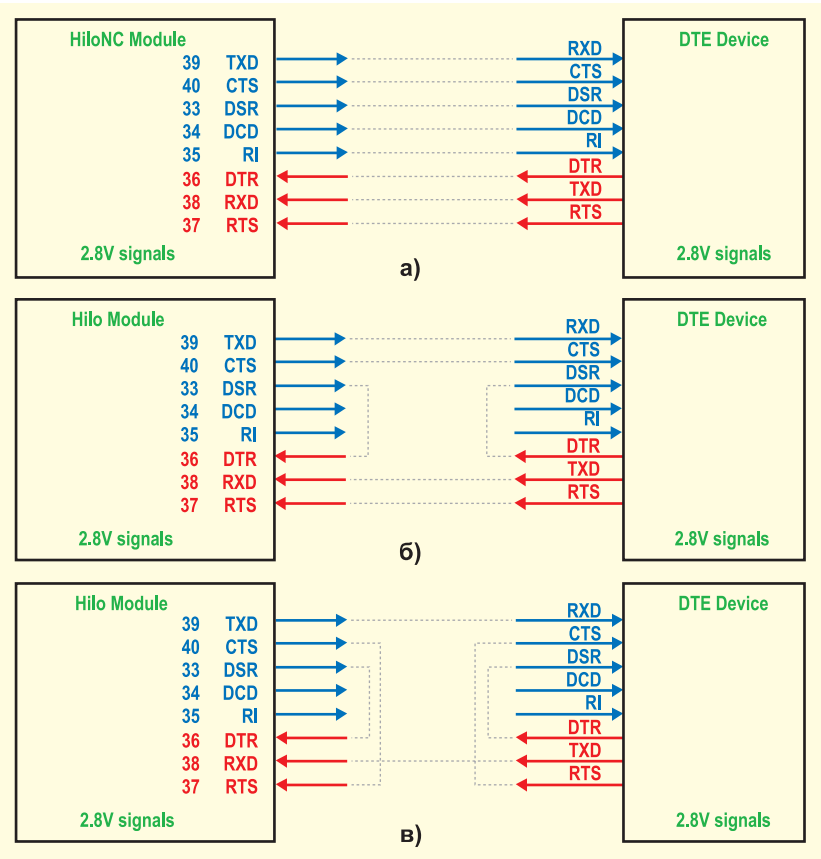 HiloNC Module DTE Device
39 TXD RXD
40 CTS CTS
33 DSR DSR
34 DCD DCD
35 RI RI
36 DTR DTR
38 RXD TXD
37 RTS RTS
2.8V signals 2.8V signals
а)
Hilo Module DTE Device
39 TXD RXD
40 CTS CTS
33 DSR DSR
34 DCD DCD
35 RI RI
36 DTR DTR
38 RXD TXD
37 RTS RTS
2.8V signals 2.8V signals
б)
Hilo Module DTE Device
39 TXD RXD
40 CTS CTS
33 DSR DSR
34 DCD DCD
35 RI RI
36 DTR DTR
38 RXD TXD
37 RTS RTS
2.8V signals 2.8V signals
в)